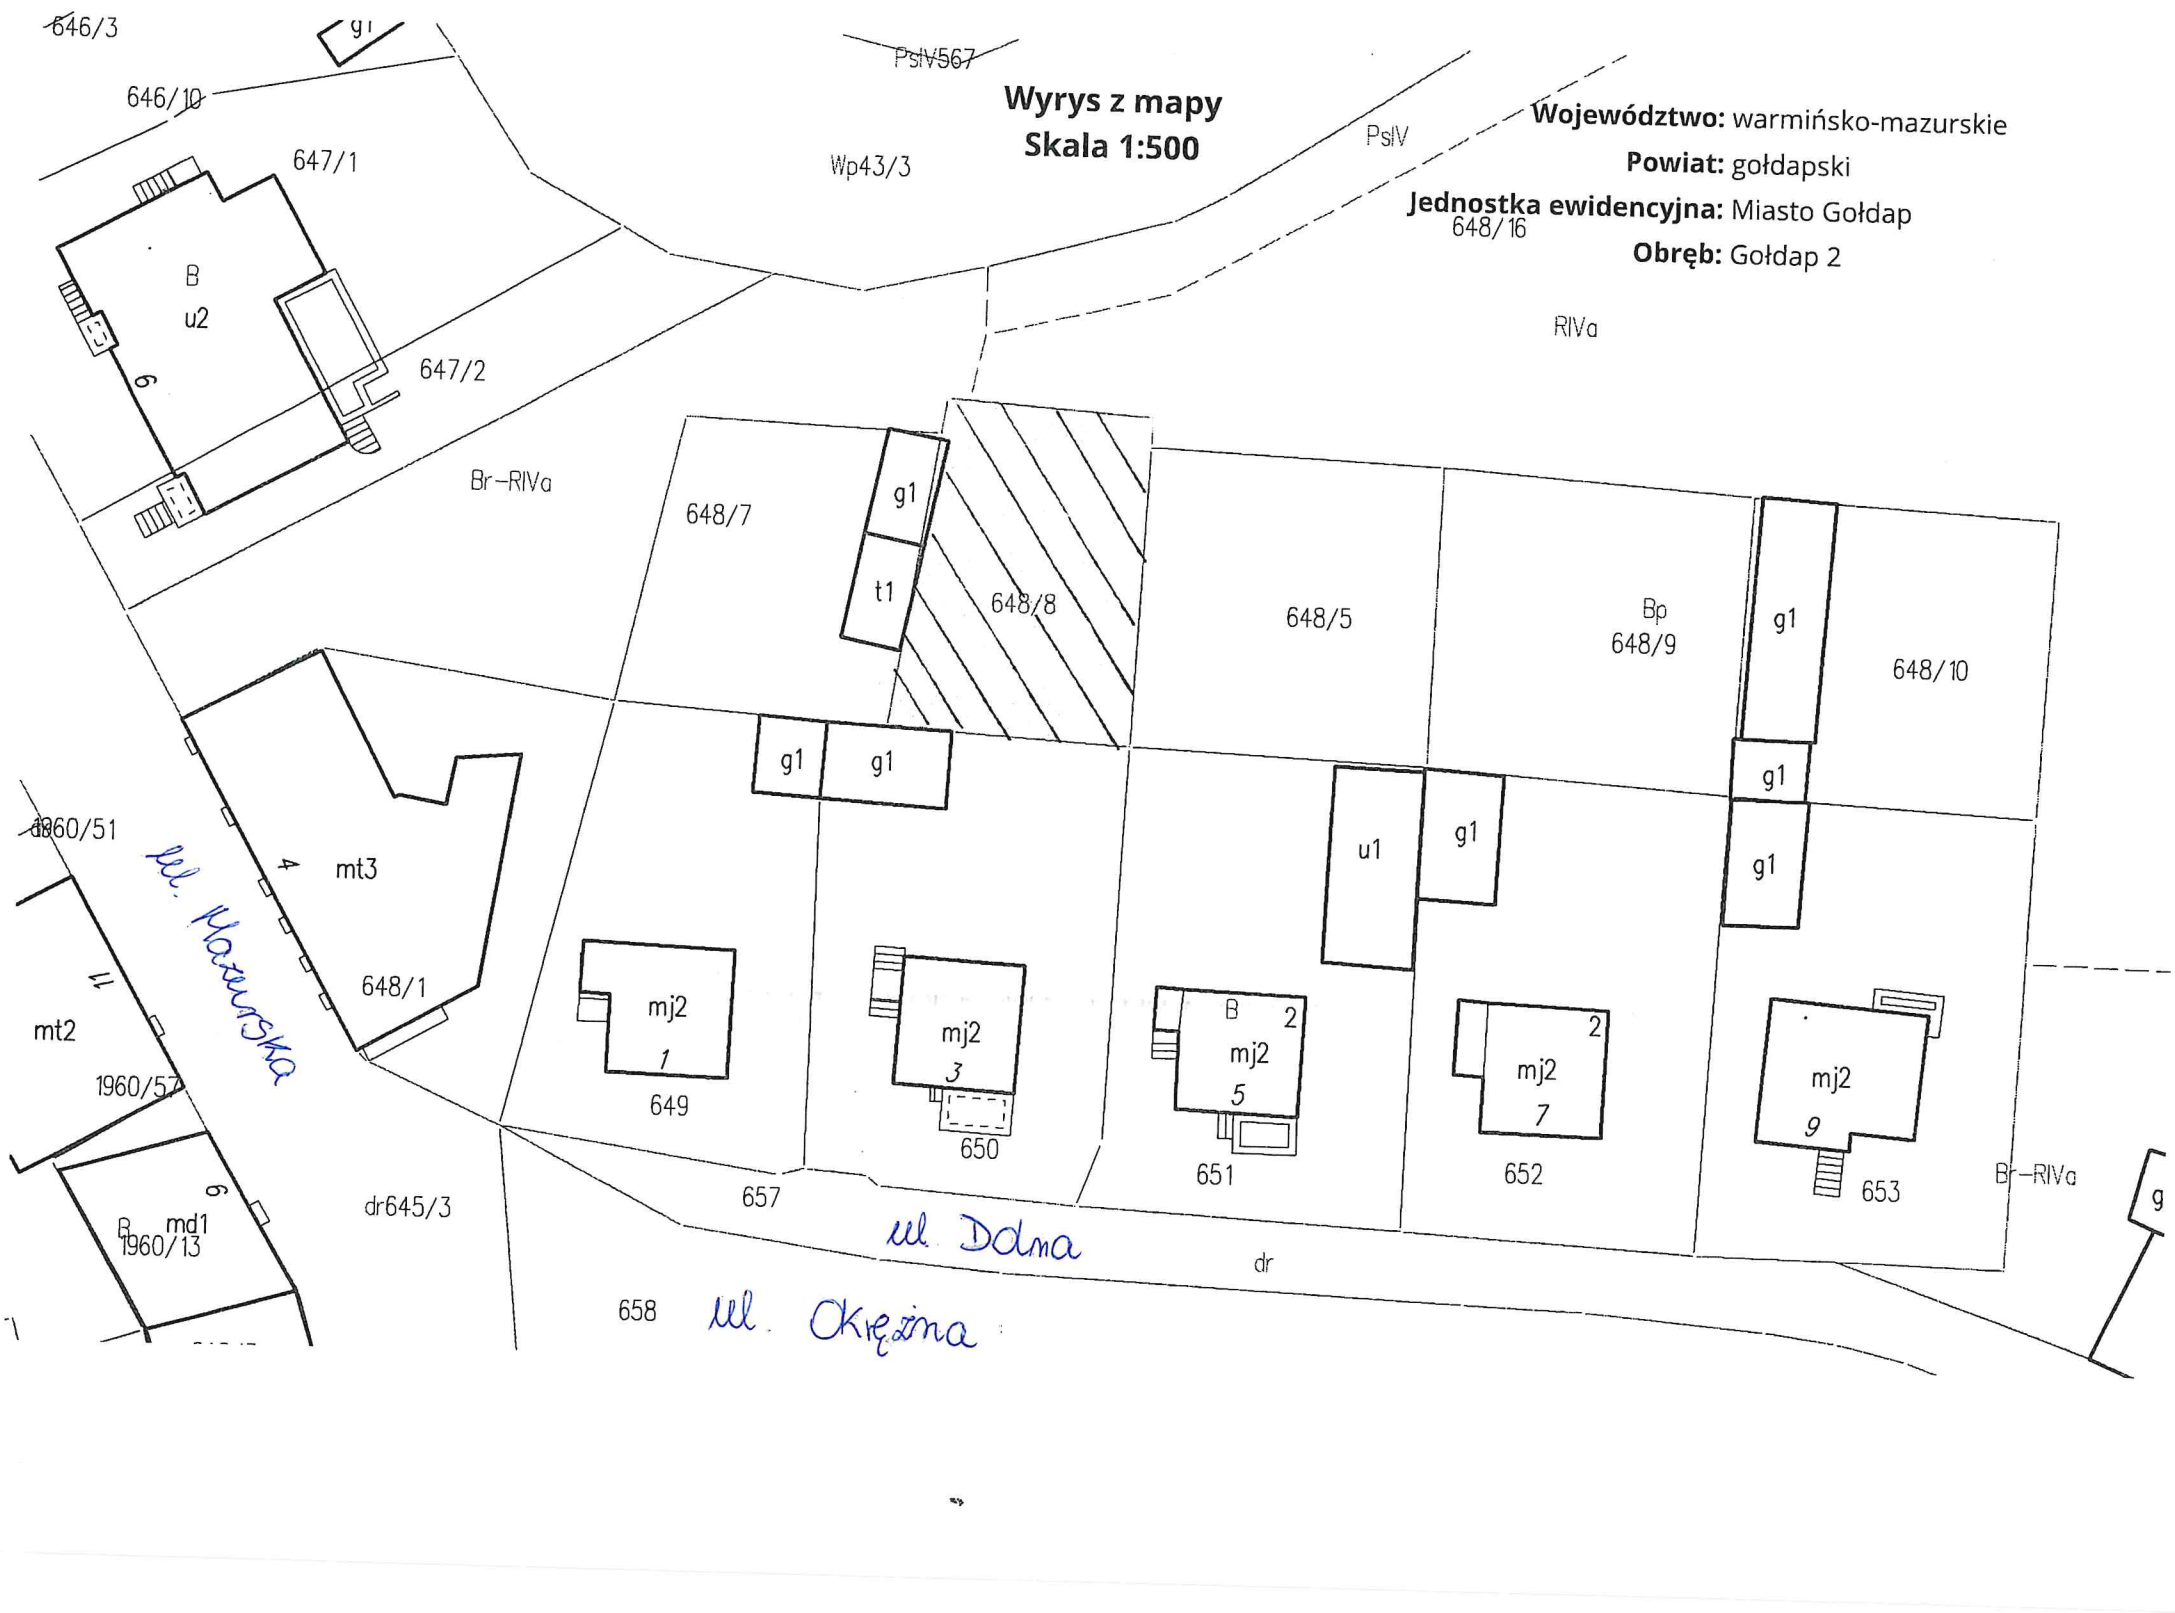 646/3
g1
PsIV567
646/10
Wyrys z mapy
Skala 1:500
Województwo: warmińsko-mazurskie
Powiat: gołdapski
Jednostka ewidencyjna: Miasto Gołdap
Obręb: Gołdap 2
647/1
Wp43/3
PsIV
648/16
B
u2
6
647/2
RIVa
Br-RIVa
648/7
g1
t1
648/8
648/5
Bp
648/9
g1
648/10
g1
g1
g1
1960/51
ul. Mazurska
4
mt3
u1
g1
g1
11
mt2
648/1
1960/57
mj2
1
649
mj2
3
650
B
2
mj2
5
651
2
mj2
7
652
mj2
9
653
Br-RIVa
g
6
B
md1
1960/13
dr645/3
657
ul. Dolna
dr
658
ul. Okrężna